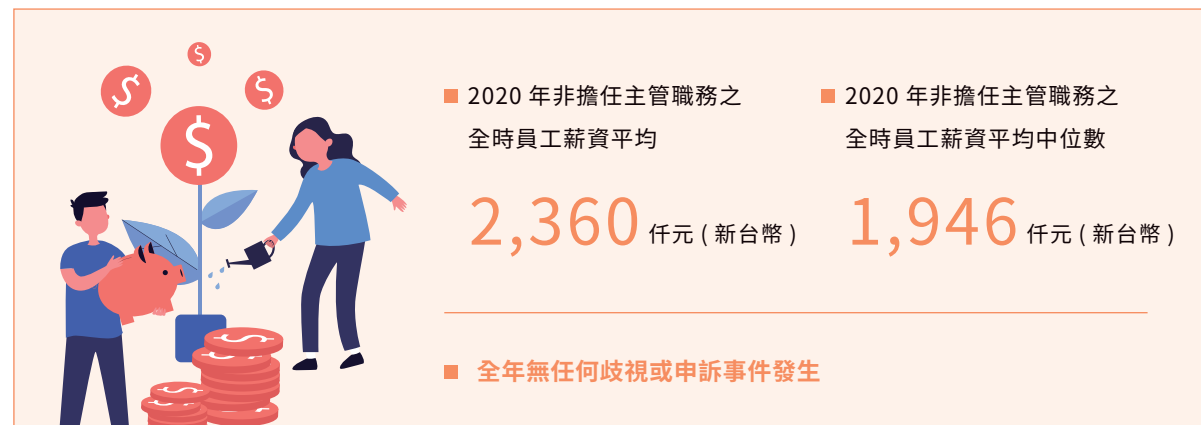 2020 年非擔任主管職務之
全時員工薪資平均
2,360 仟元 ( 新台幣 )
2020 年非擔任主管職務之
全時員工薪資平均中位數
1,946 仟元 ( 新台幣 )
全年無任何歧視或申訴事件發生